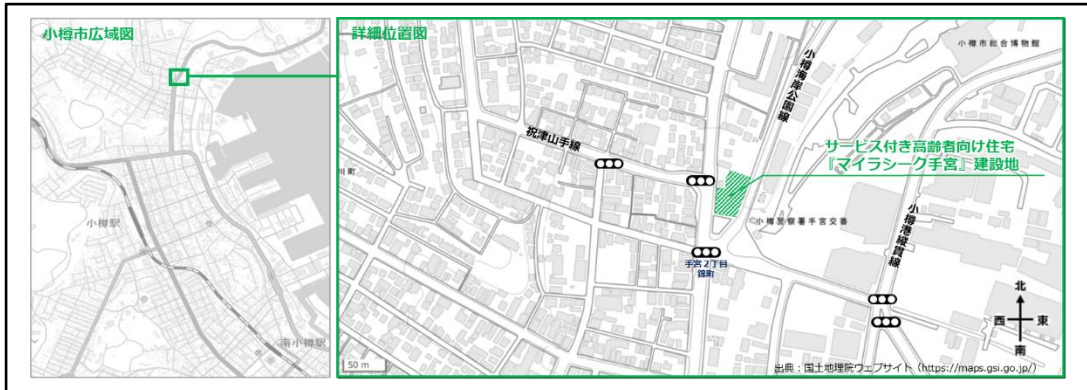 小樽市広域図
小樽駅
南小樽駅
詳細位置図
小樽市総合博物館
小樽海岸公園線
祝津山手線
サービス付き高齢者向け住宅
『マイラシーク手宮』建設地
川町
小樽警察署手宮交番
小樽港縦貫線
手宮2丁目
錦町
北
西 東
南
50 m
出典：国土地理院ウェブサイト（https://maps.gsi.go.jp/）